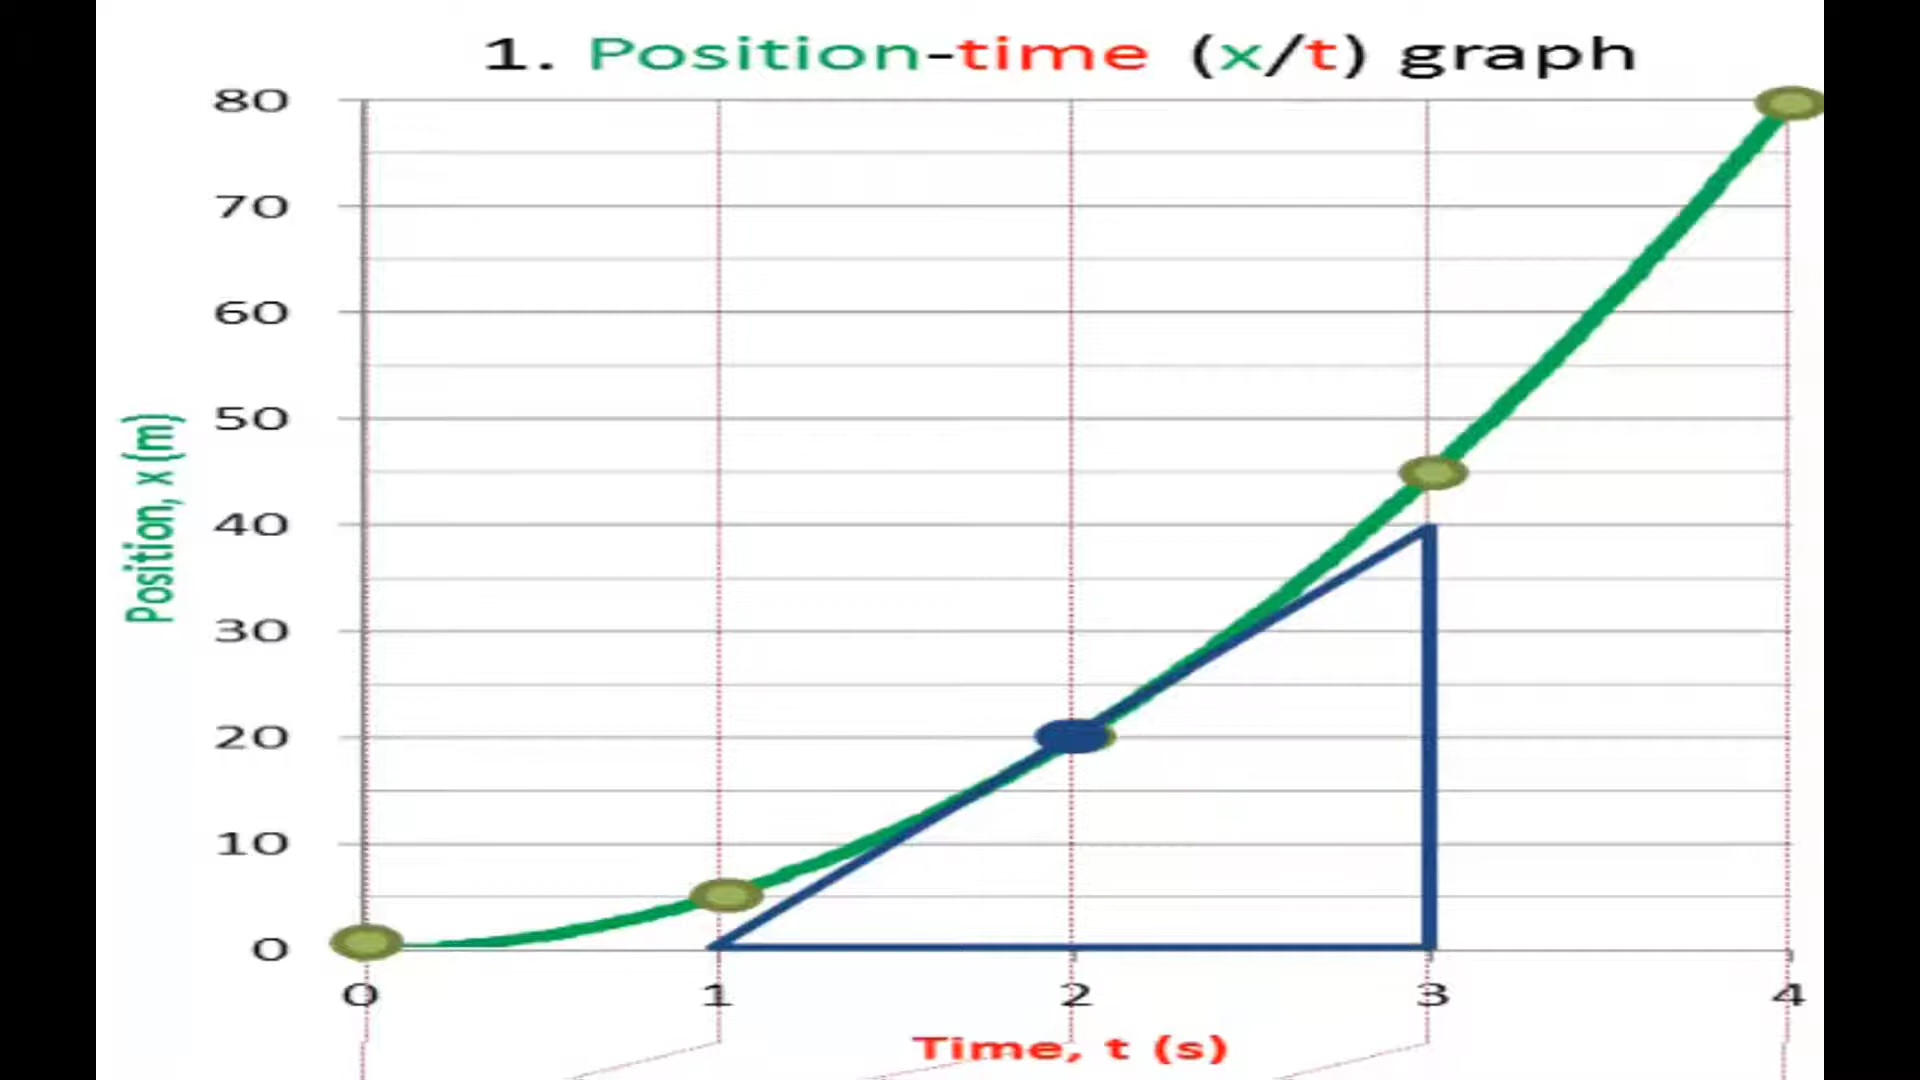 1. Position-time (x/t) graph
80
70
60
50
40
30
20
10
0
Position, x (m)
0 1 2 3 4
Time, t (s)